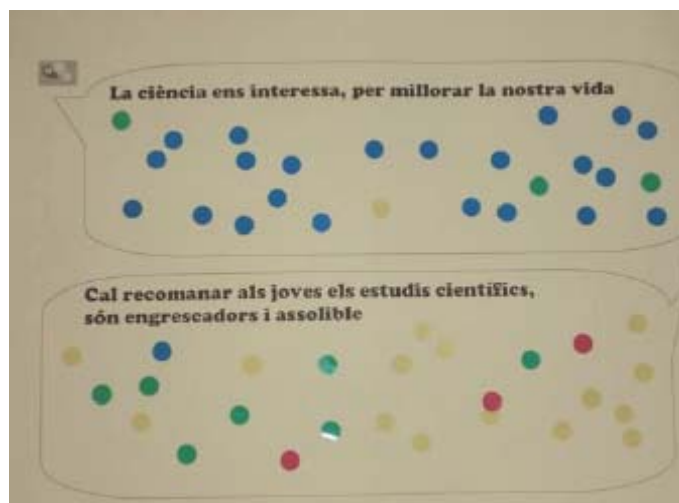 La ciència ens interessa, per millorar la nostra vida
Cal recomanar als joves els estudis científics,
són engrescadors i assolible